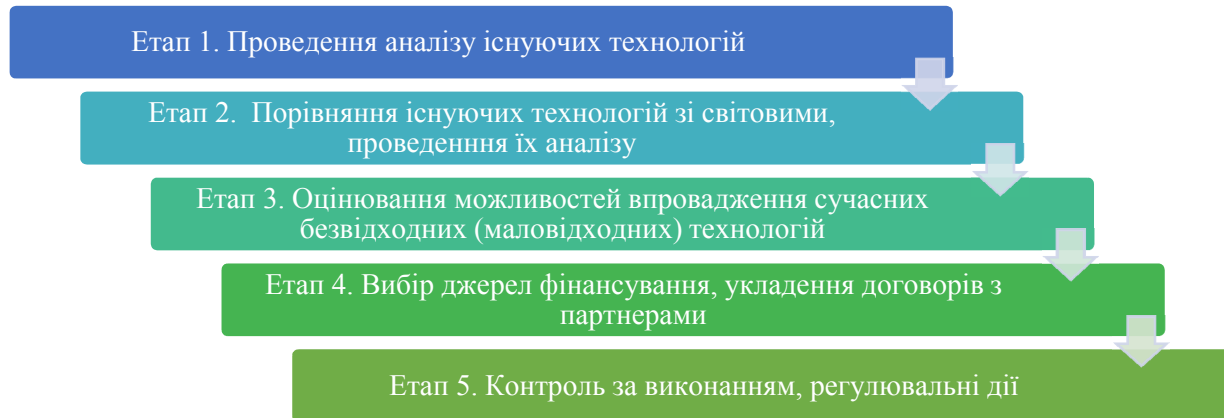 Етап 1. Проведення аналізу існуючих технологій
Етап 2.  Порівняння існуючих технологій зі світовими,
проведенння їх аналізу
Етап 3. Оцінювання можливостей впровадження сучасних
безвідходних (маловідходних) технологій
Етап 4. Вибір джерел фінансування, укладення договорів з
партнерами
Етап 5. Контроль за виконанням, регулювальні дії